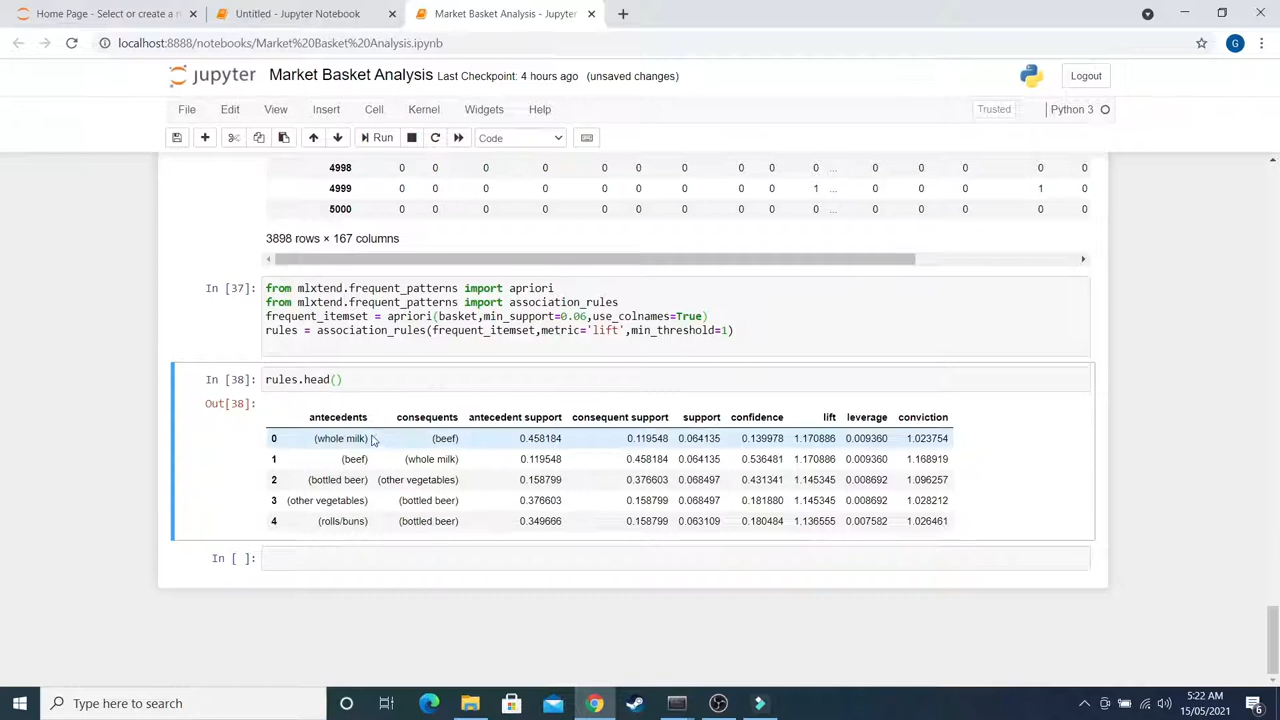 Home Page - Select or create a n
Untitled - Jupyter Notebook
Market Basket Analysis - Jupyter
localhost:8888/notebooks/Market%20Basket%20Analysis.ipynb
G
jupyter Market Basket Analysis Last Checkpoint: 4 hours ago (unsaved changes)
Logout
File Edit View Insert Cell Kernel Widgets Help
Trusted
Python 3
Run
Code
4998 0 0 0 0 0 0 0 0 0 ... 0 0 0 0 0
4999 0 0 0 0 0 0 0 0 1 ... 0 0 0 1 0
5000 0 0 0 0 0 0 0 0 0 ... 0 0 0 0 0
3898 rows × 167 columns
In [37]:
from mlxtend.frequent_patterns import apriori
from mlxtend.frequent_patterns import association_rules
frequent_itemset = apriori(basket,min_support=0.06,use_colnames=True)
rules = association_rules(frequent_itemset,metric='lift',min_threshold=1)
In [38]: rules.head()
Out[38]:
antecedents consequents antecedent support consequent support support confidence lift leverage conviction
0 (whole milk) (beef) 0.458184 0.119548 0.064135 0.139978 1.170886 0.009360 1.023754
1 (beef) (whole milk) 0.119548 0.458184 0.064135 0.536481 1.170886 0.009360 1.168919
2 (bottled beer) (other vegetables) 0.158799 0.376603 0.068497 0.431341 1.145345 0.008692 1.096257
3 (other vegetables) (bottled beer) 0.376603 0.158799 0.068497 0.181880 1.145345 0.008692 1.028212
4 (rolls/buns) (bottled beer) 0.349666 0.158799 0.063109 0.180484 1.136555 0.007582 1.026461
In [ ]:
Type here to search
5:22 AM
15/05/2021
6